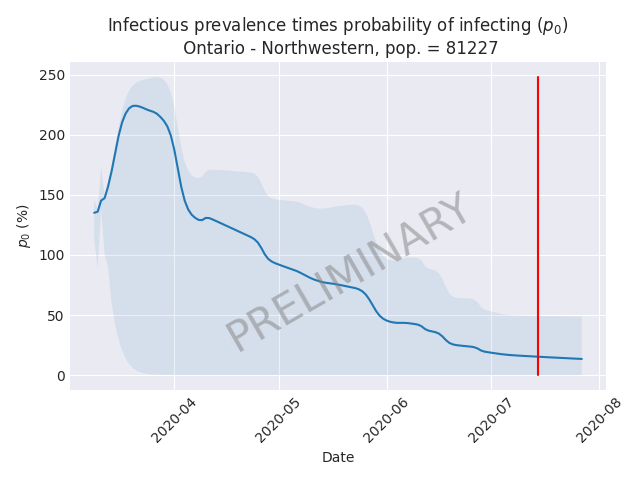 Infectious prevalence times probability of infecting (p0)
Ontario - Northwestern, pop. = 81227
250
200
150
100
50
0
p0 (%)
PRELIMINARY
2020-04
2020-05
2020-06
2020-07
2020-08
Date